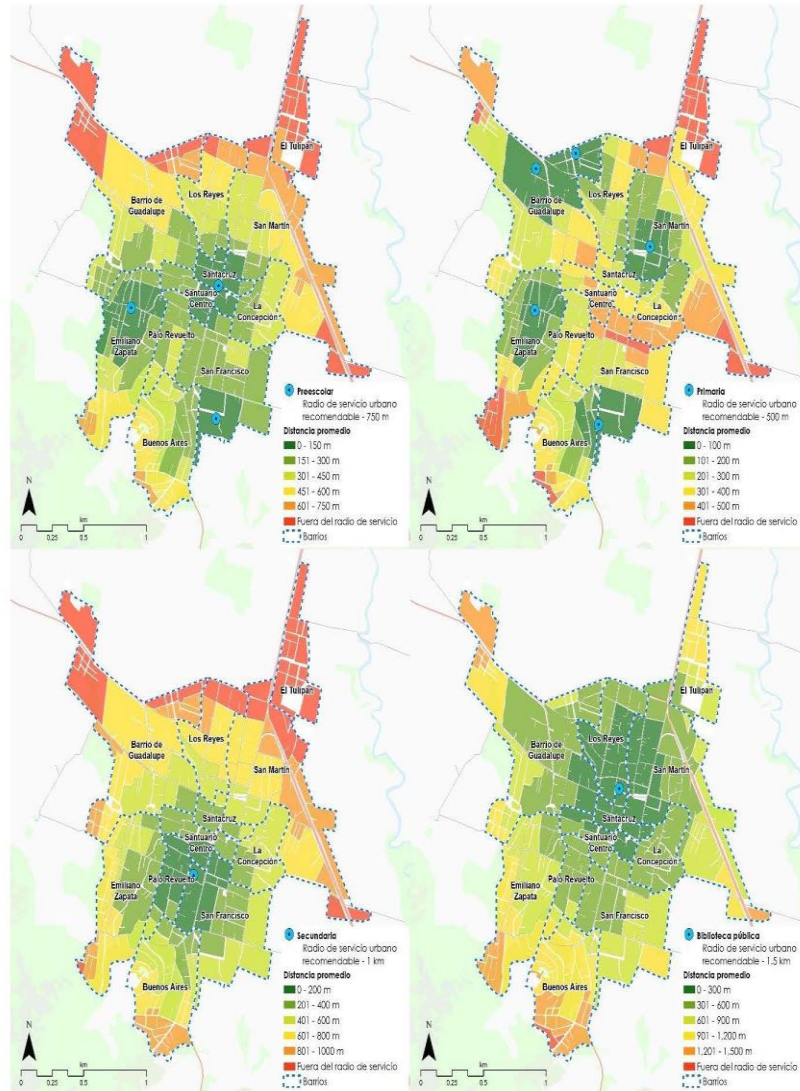 El Tulipan
Los Reyes
Barrio de
Guadalupe
San Martín
Santacruz
Santuario
Centro
La
Concepción
Emiliano
Zapata
Palo Revuelto
San Francisco
Buenos Aires
N
0 0.25 0.5 1
km
Preescolar
Radio de servicio urbano
recomendable - 750 m
Distancia promedio
0 - 150 m
151 - 300 m
301 - 450 m
451 - 600 m
601 - 750 m
Fuera del radio de servicio
Barrios
El Tulipan
Los Reyes
Barrio de
Guadalupe
San Martín
Santacruz
Santuario
Centro
La
Concepción
Emiliano
Zapata
Palo Revuelto
San Francisco
Buenos Aires
N
0 0.25 0.5 1
km
Primaria
Radio de servicio urbano
recomendable - 500 m
Distancia promedio
0 - 100 m
101 - 200 m
201 - 300 m
301 - 400 m
401 - 500 m
Fuera del radio de servicio
Barrios
El Tulipan
Los Reyes
Barrio de
Guadalupe
San Martín
Santacruz
Santuario
Centro
La
Concepción
Emiliano
Zapata
Palo Revuelto
San Francisco
Buenos Aires
N
0 0.25 0.5 1
km
Secundaria
Radio de servicio urbano
recomendable - 1 km
Distancia promedio
0 - 200 m
201 - 400 m
401 - 600 m
601 - 800 m
801 - 1000 m
Fuera del radio de servicio
Barrios
El Tulipan
Los Reyes
Barrio de
Guadalupe
San Martín
Santacruz
Santuario
Centro
La
Concepción
Emiliano
Zapata
Palo Revuelto
San Francisco
Buenos Aires
N
0 0.25 0.5 1
km
Biblioteca pública
Radio de servicio urbano
recomendable - 1.5 km
Distancia promedio
0 - 300 m
301 - 600 m
601 - 900 m
901 - 1,200 m
1,201 - 1,500 m
Fuera del radio de servicio
Barrios